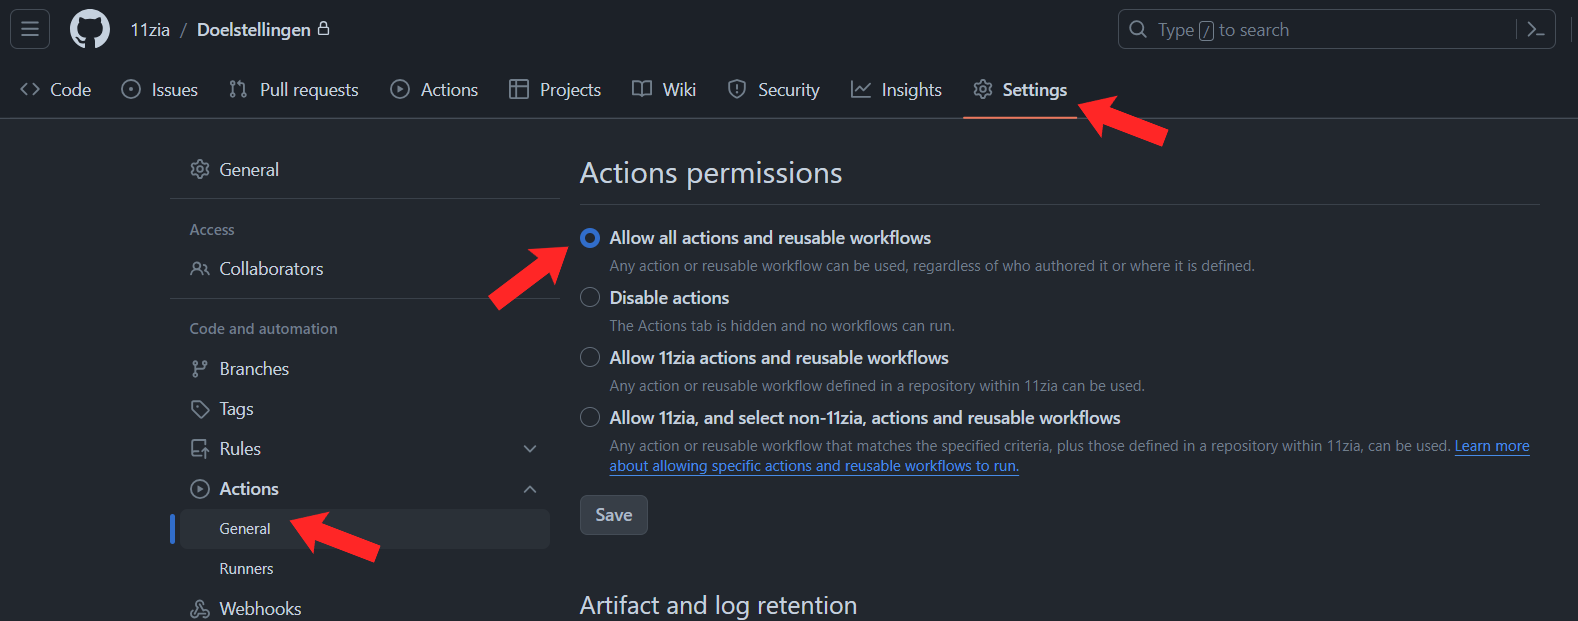 11zia / Doelstellingen
Type / to search
Code Issues Pull requests Actions Projects Wiki Security Insights Settings
General
Access
Collaborators
Code and automation
Branches
Tags
Rules
Actions
General
Runners
Webhooks
Actions permissions
Allow all actions and reusable workflows
Any action or reusable workflow can be used, regardless of who authored it or where it is defined.
Disable actions
The Actions tab is hidden and no workflows can run.
Allow 11zia actions and reusable workflows
Any action or reusable workflow defined in a repository within 11zia can be used.
Allow 11zia, and select non-11zia, actions and reusable workflows
Any action or reusable workflow that matches the specified criteria, plus those defined in a repository within 11zia, can be used. Learn more
about allowing specific actions and reusable workflows to run.
Save
Artifact and log retention